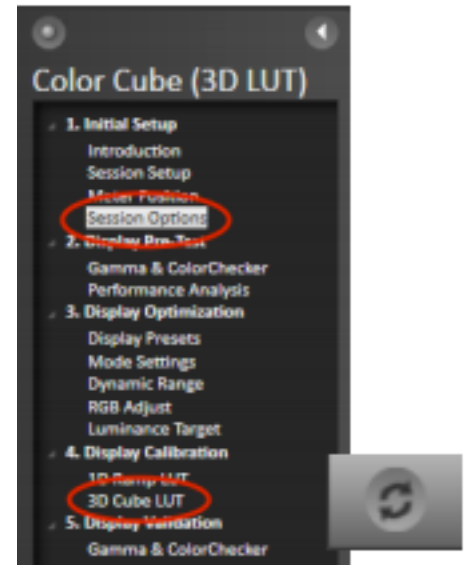 Color Cube (3D LUT)
1. Initial Setup
Introduction
Session Setup
Meter Position
Session Options
2. Display Pre-Test
Gamma & ColorChecker
Performance Analysis
3. Display Optimization
Display Presets
Mode Settings
Dynamic Range
RGB Adjust
Luminance Target
4. Display Calibration
1D Ramp LUT
3D Cube LUT
5. Display Validation
Gamma & ColorChecker